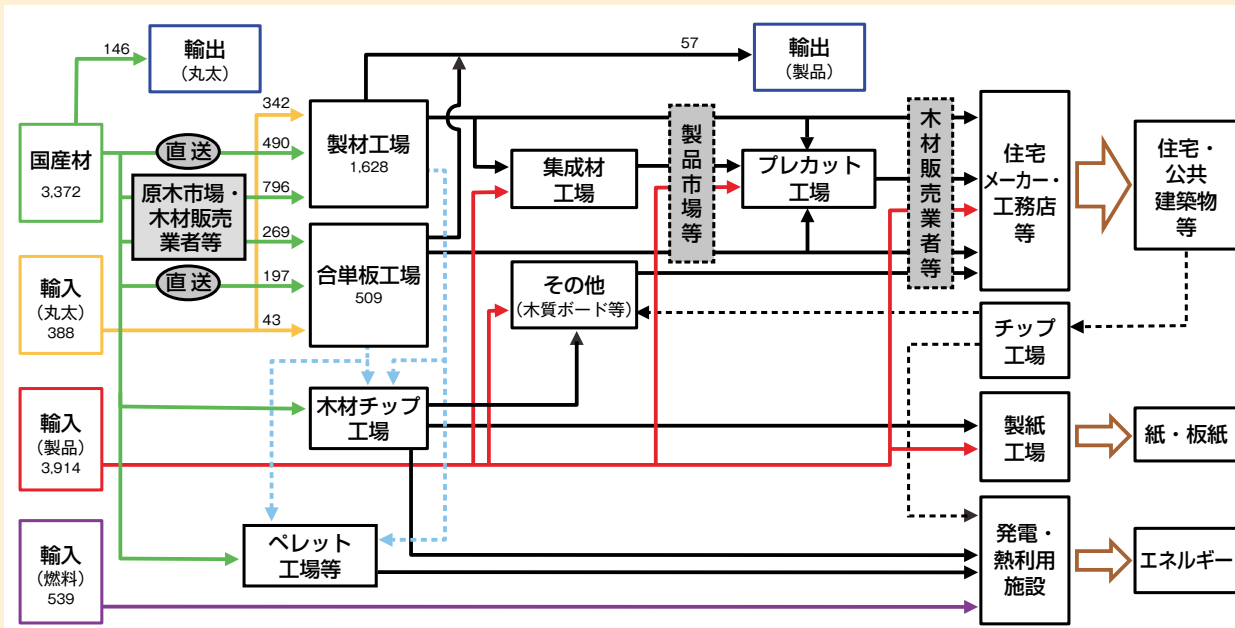 146
輸出
(丸太)
57
輸出
(製品)
国産材
3,372
342
直送
490
原木市場・
木材販売
業者等
796
269
直送
197
43
製材工場
1,628
合単板工場
509
集成材
工場
製品市場等
プレカット
工場
木材販売業者等
住宅
メーカー・
工務店
等
住宅・
公共
建築物
等
輸入
(丸太)
388
その他
(木質ボード等)
チップ
工場
輸入
(製品)
3,914
木材チップ
工場
製紙
工場
紙・板紙
輸入
(燃料)
539
ペレット
工場等
発電・
熱利用
施設
エネルギー